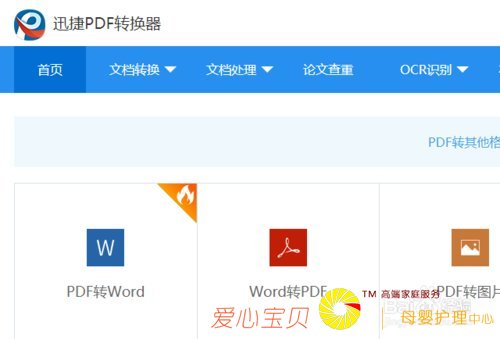 迅捷PDF转换器
首页 文档转换 文档处理 论文查重 OCR识别
PDF转其他格
W
PDF转Word Word转PDF PDF转图片
TM 高端家庭服务
爱心宝贝 母婴护理中心